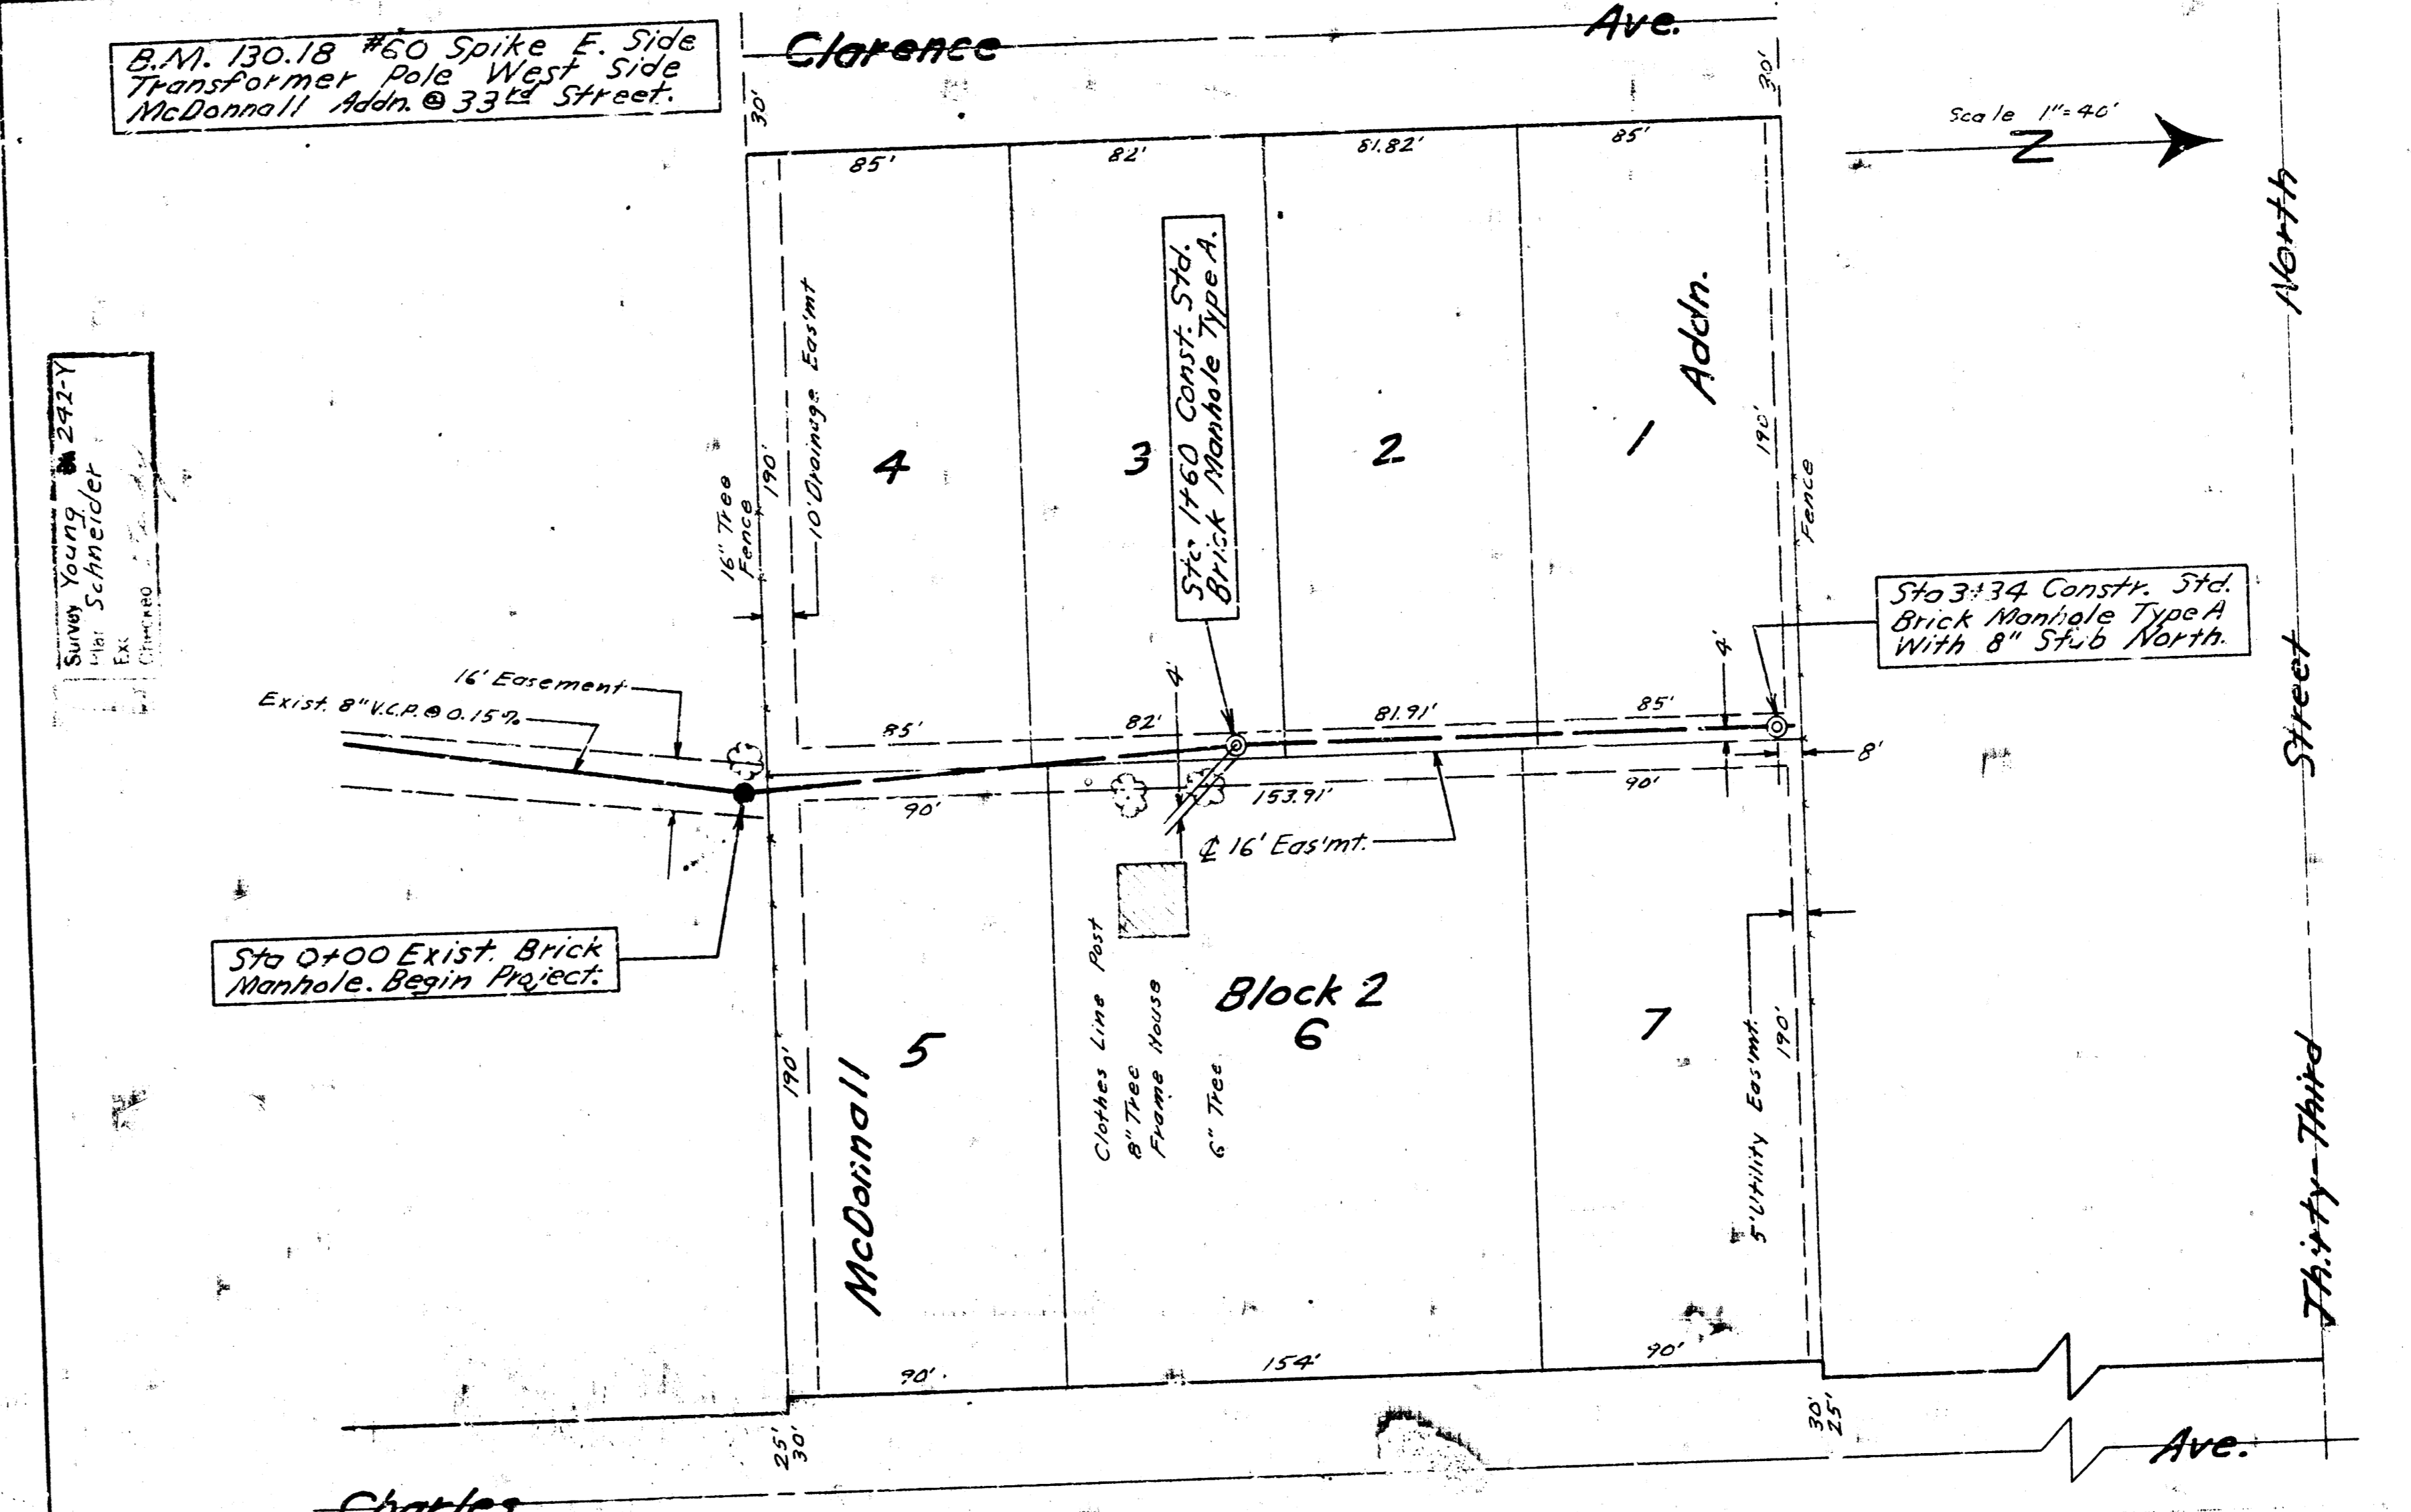 B.M. 130.18 #60 Spike E. Side
Transformer Pole West Side
McDonnall Addn. @ 33rd Street.
Clarence Ave.
30'
30'
Scale 1"=40'
N
85'
82'
81.82'
85'
Survey Young 242-Y
Schneider
Checked
16" Tree
Fence
190'
10' Drainage Eas'mt
4
3
2
1
Addn.
190'
Fence
Sta 1+60 Const. Std.
Brick Manhole Type A.
Sta 3+34 Constr. Std.
Brick Manhole Type A
With 8" Stub North.
16' Easement
Exist. 8" V.C.P. @ 0.15%
85'
82'
4'
81.91'
85'
4'
8'
90'
153.91'
90'
℄ 16' Eas'mt.
Sta 0+00 Exist. Brick
Manhole. Begin Project.
Clothes Line Post
8" Tree
Frame House
6" Tree
Block 2
5
6
7
190'
McDonnall
5' Utility Eas'mt.
190'
90'
154'
90'
25'
30'
30'
25'
Charles Ave.
Thirty-Third Street North